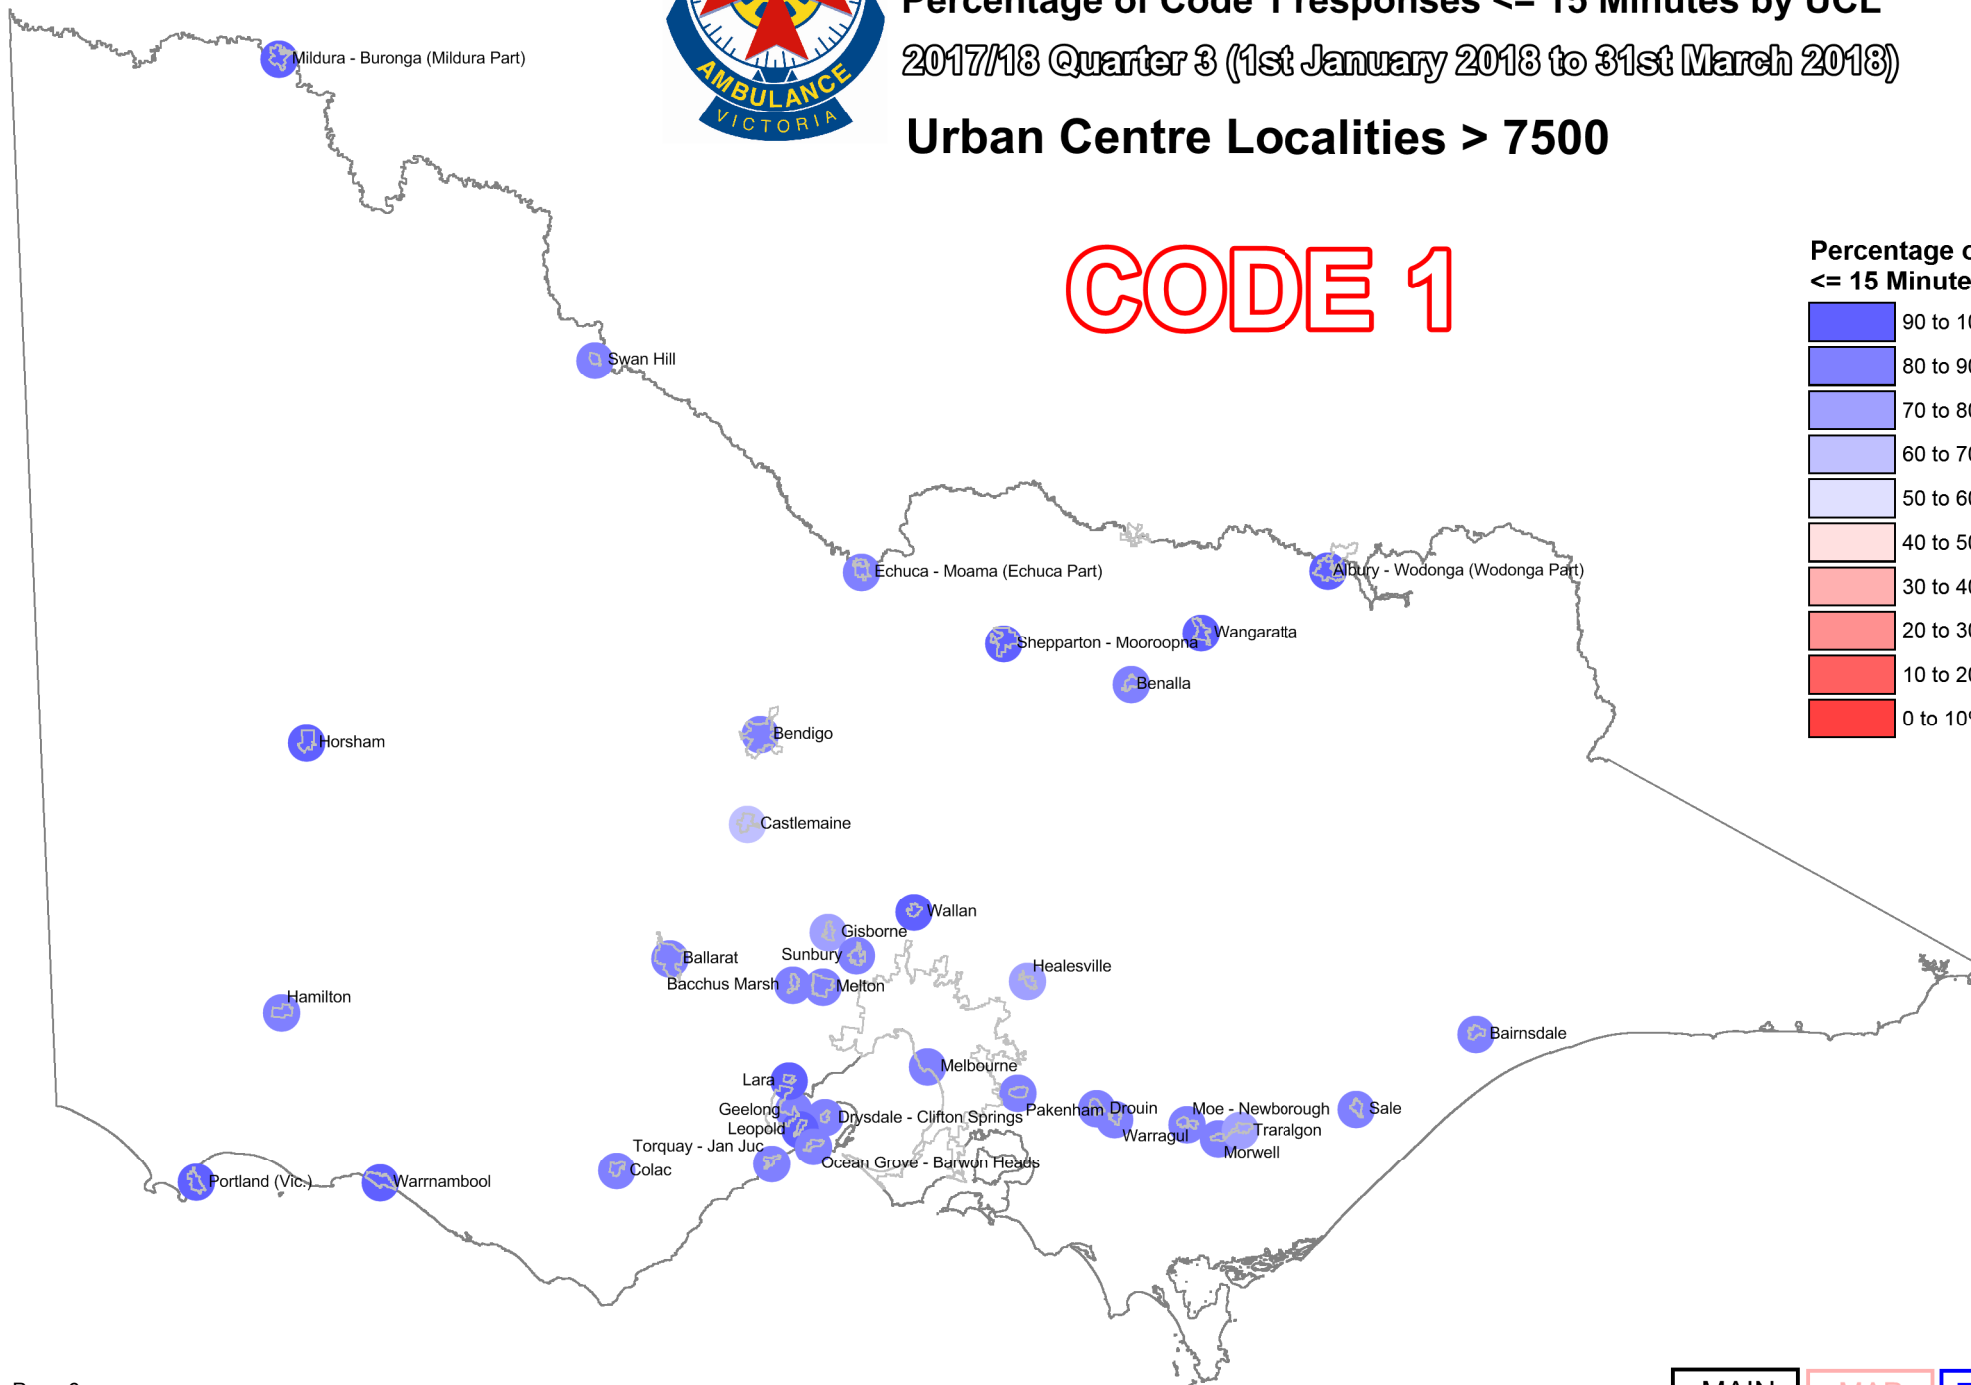 Percentage of Code 1 responses <= 15 Minutes by UCL
2017/18 Quarter 3 (1st January 2018 to 31st March 2018)
AMBULANCE
VICTORIA
Urban Centre Localities > 7500
CODE 1
Percentage
<= 15 Minute
90 to 10
80 to 90
70 to 80
60 to 70
50 to 60
40 to 50
30 to 40
20 to 30
10 to 20
0 to 10%
Mildura - Buronga (Mildura Part)
Swan Hill
Echuca - Moama (Echuca Part)
Albury - Wodonga (Wodonga Part)
Shepparton - Mooroopna
Wangaratta
Benalla
Horsham
Bendigo
Castlemaine
Wallan
Gisborne
Sunbury
Ballarat
Bacchus Marsh
Melton
Healesville
Hamilton
Bairnsdale
Melbourne
Lara
Geelong
Drysdale - Clifton Springs
Pakenham
Drouin
Moe - Newborough
Sale
Leopold
Warragul
Traralgon
Torquay - Jan Juc
Morwell
Ocean Grove - Barwon Heads
Colac
Portland (Vic.)
Warrnambool
MAIN
MAP